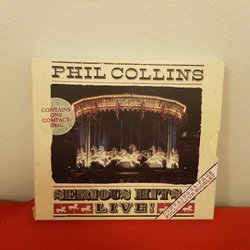 PHIL COLLINS
CONTAINS
ONE
COMPACT
DISC
SERIOUS HITS
LIVE!